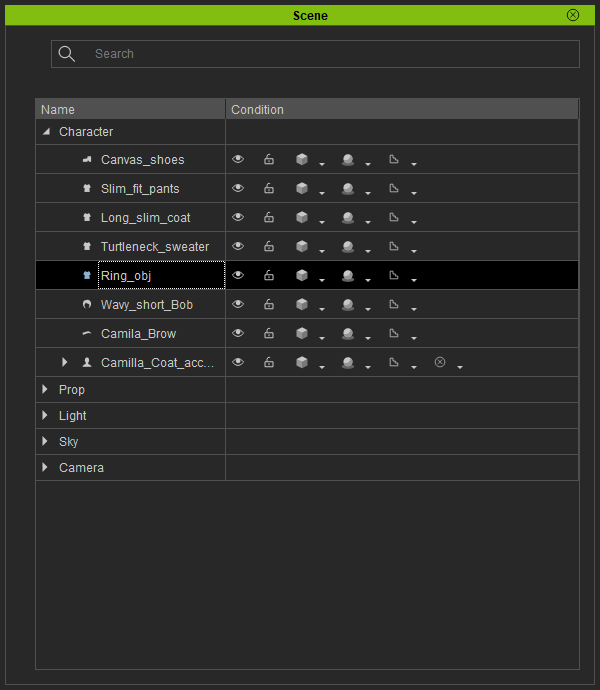 Scene
Search
Name Condition
Character
Canvas_shoes
Slim_fit_pants
Long_slim_coat
Turtleneck_sweater
Ring_obj
Wavy_short_Bob
Camila_Brow
Camilla_Coat_acc...
Prop
Light
Sky
Camera